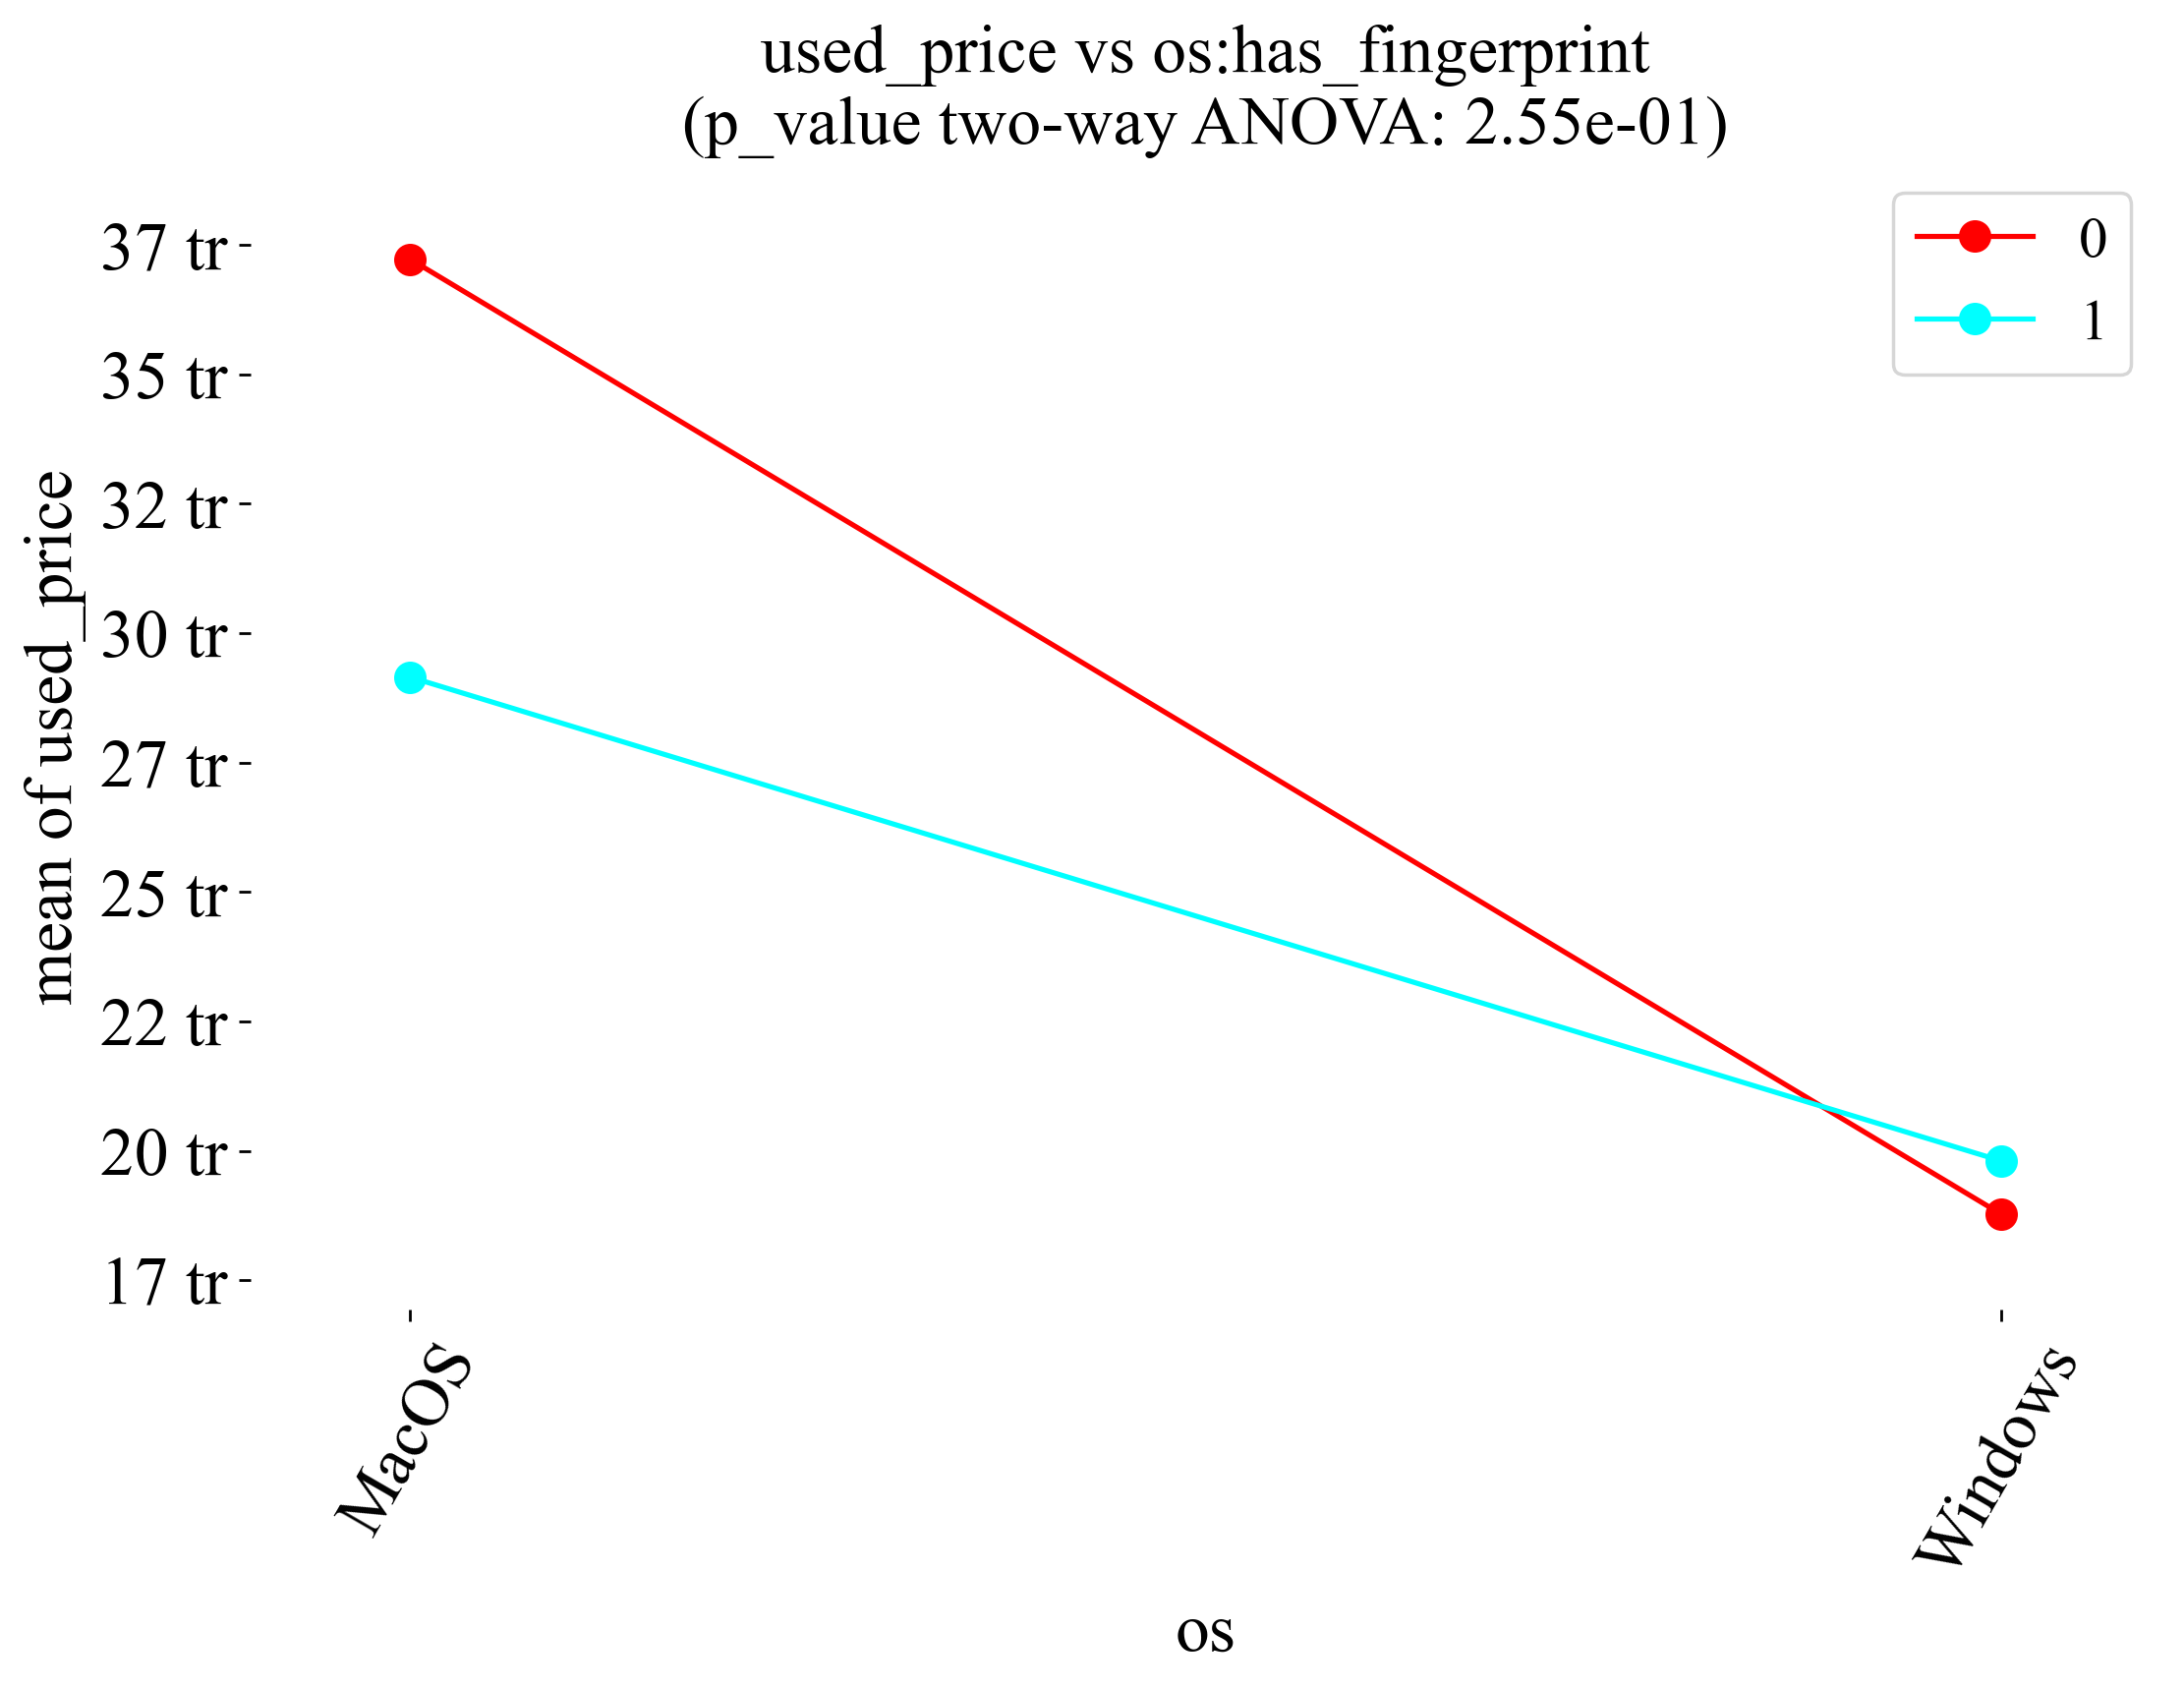 used_price vs os:has_fingerprint
(p_value two-way ANOVA: 2.55e-01)
0
1
mean of used_price
37 tr
35 tr
32 tr
30 tr
27 tr
25 tr
22 tr
20 tr
17 tr
MacOS
Windows
os